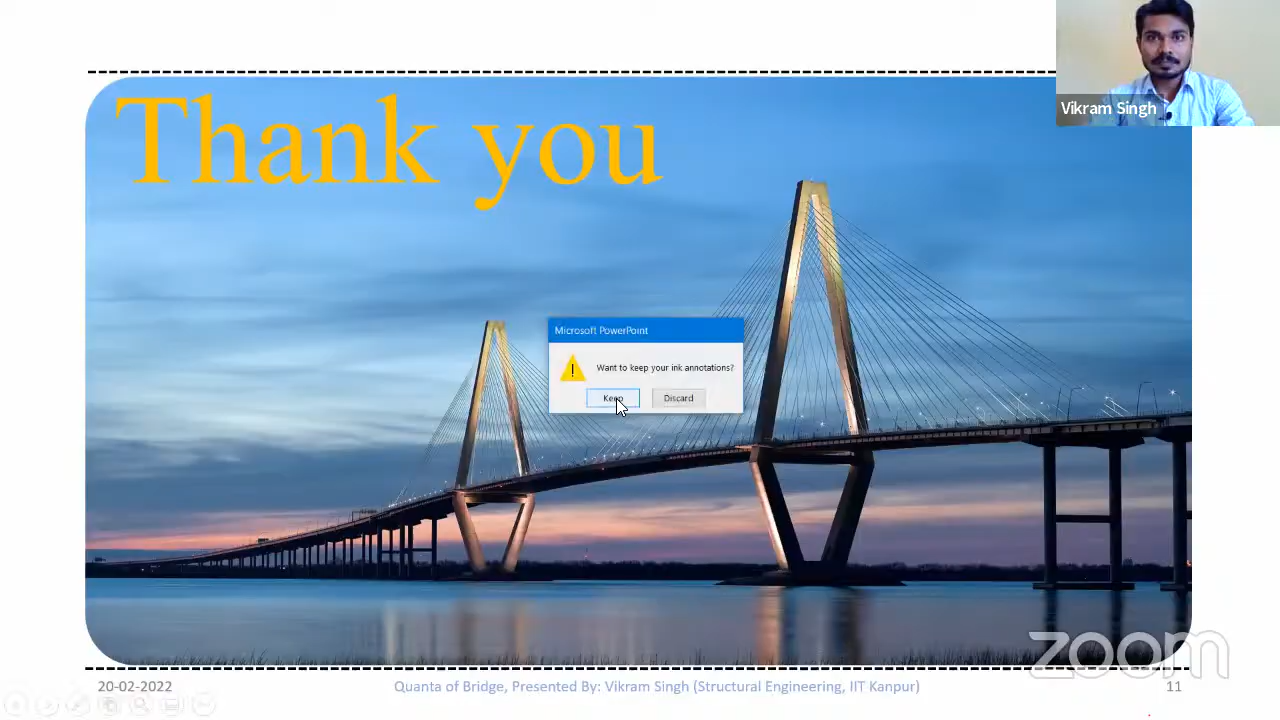 Vikram Singh
Thank you
Microsoft PowerPoint
Want to keep your ink annotations?
Keep
Discard
zoom
20-02-2022
Quanta of Bridge, Presented By: Vikram Singh (Structural Engineering, IIT Kanpur)
11